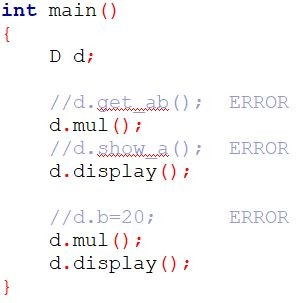 int main()
{
D d;
//d.get_ab();  ERROR
d.mul();
//d.show_a();  ERROR
d.display();
//d.b=20;      ERROR
d.mul();
d.display();
}